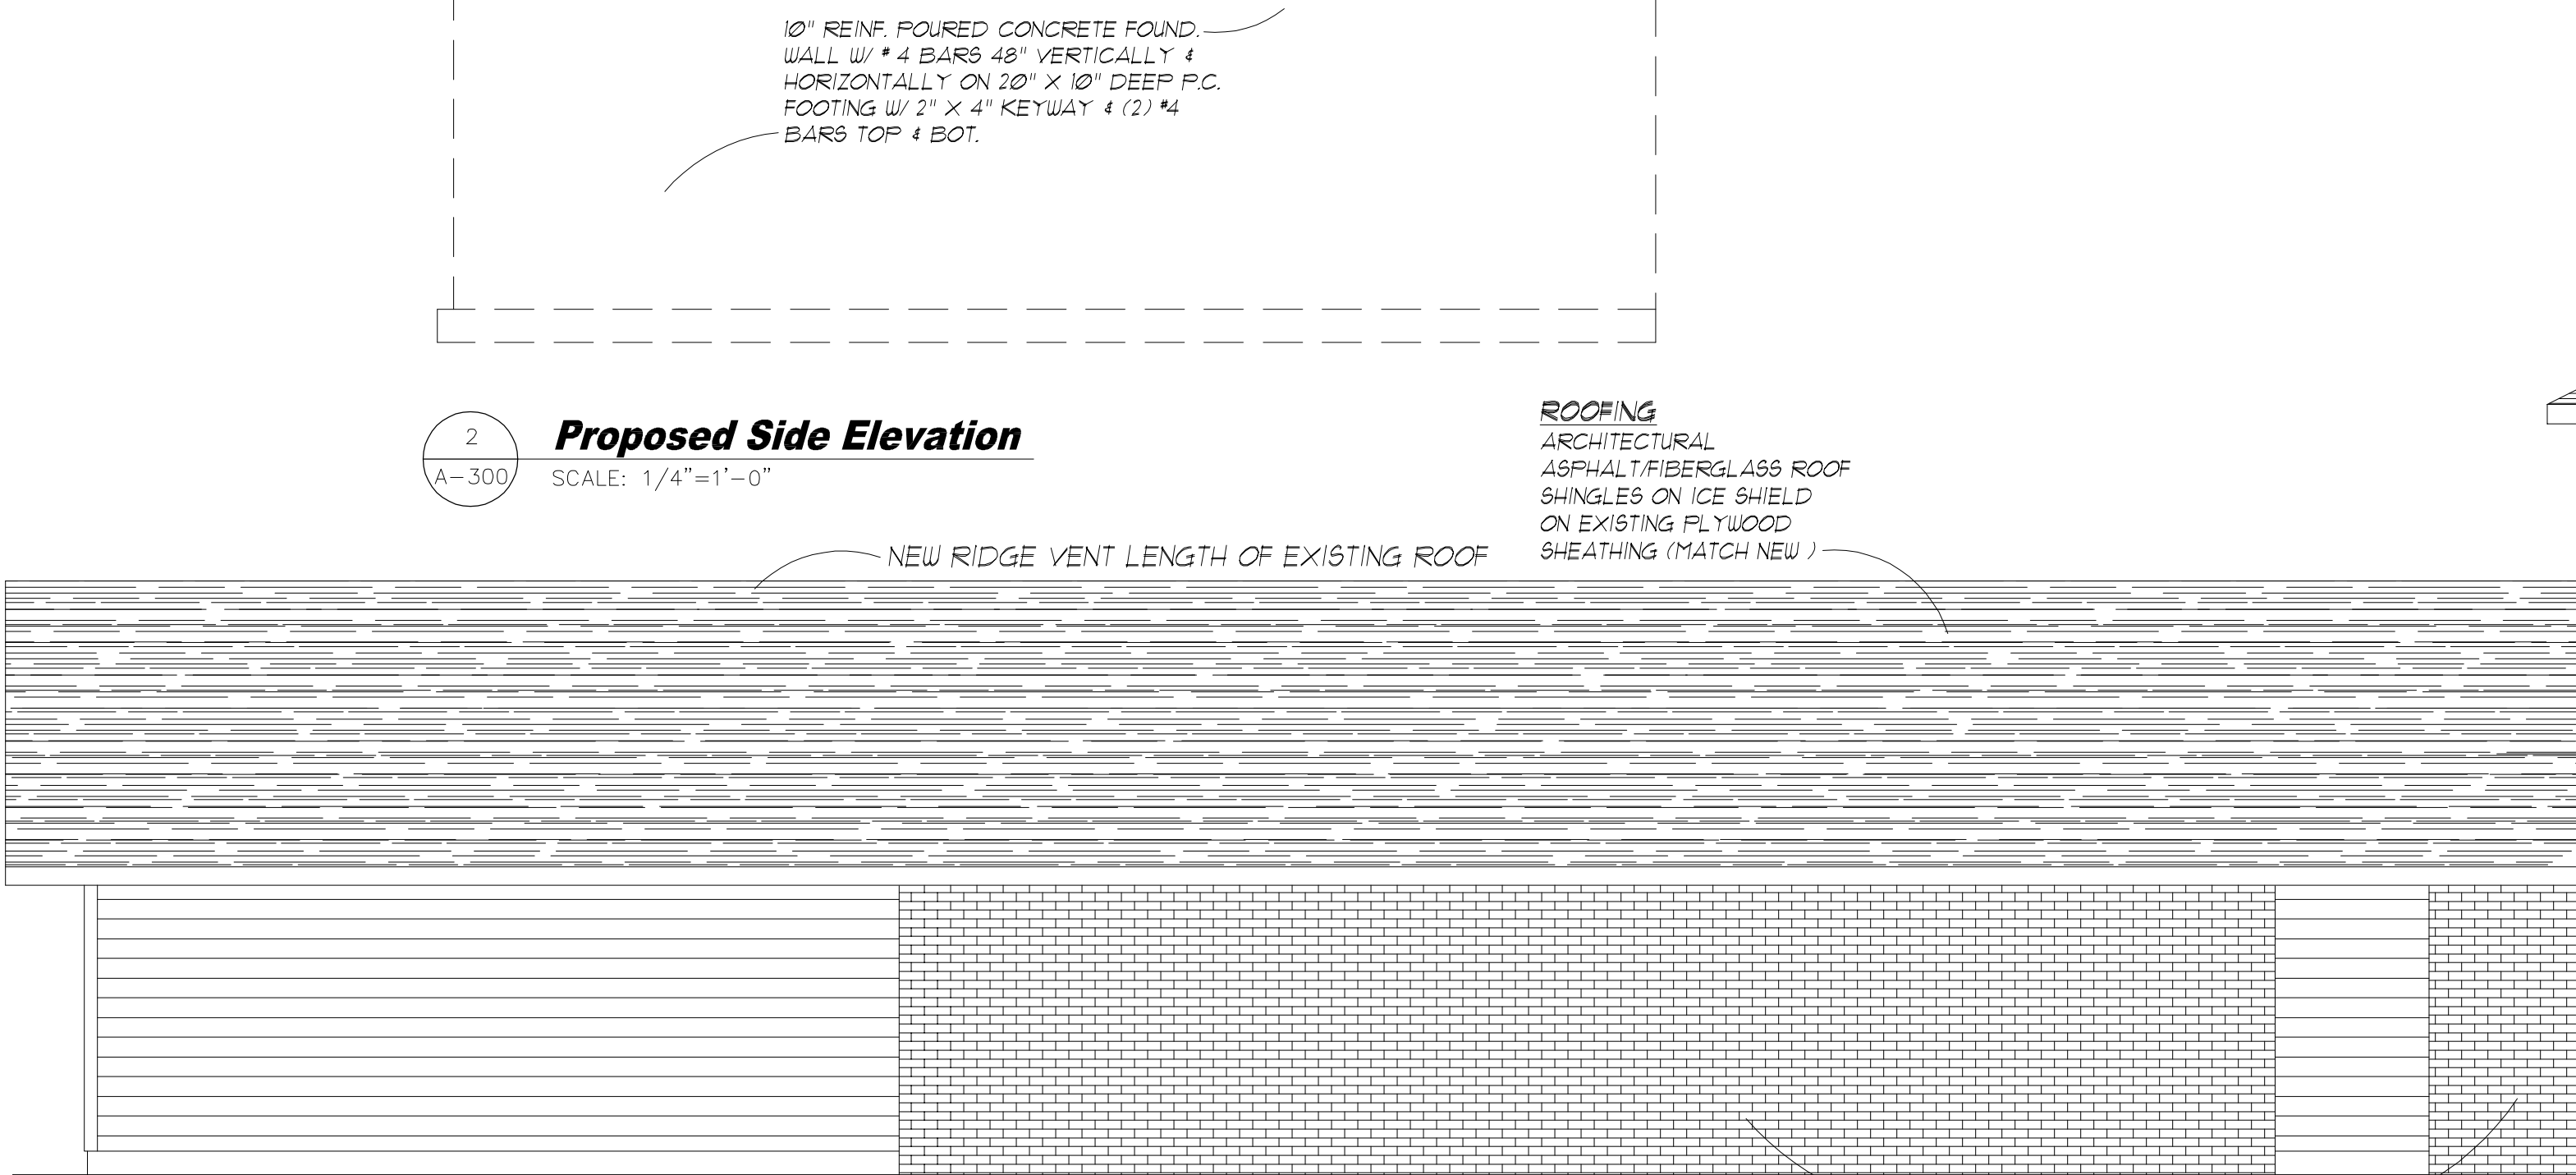 10" REINF. POURED CONCRETE FOUND.
WALL W/ # 4 BARS 48" VERTICALLY &
HORIZONTALLY ON 20" X 10" DEEP P.C.
FOOTING W/ 2" X 4" KEYWAY & (2) #4
BARS TOP & BOT.
2
A-300
Proposed Side Elevation
SCALE: 1/4"=1'-0"
ROOFING
ARCHITECTURAL
ASPHALT/FIBERGLASS ROOF
SHINGLES ON ICE SHIELD
ON EXISTING PLYWOOD
SHEATHING (MATCH NEW )
NEW RIDGE VENT LENGTH OF EXISTING ROOF